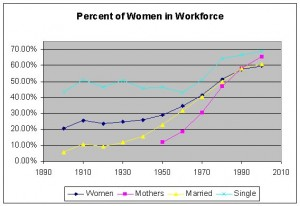 Percent of Women in Workforce
70.00%
60.00%
50.00%
40.00%
30.00%
20.00%
10.00%
0.00%
1890 1910 1930 1950 1970 1990 2010
Women Mothers Married Single